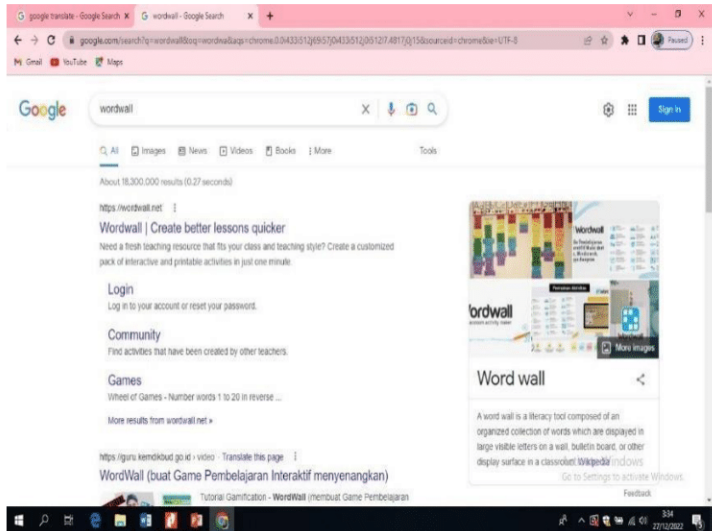 google translate - Google Search
wordwall - Google Search
Gmail YouTube Maps
Paused
Google
wordwall
Sign in
All Images News Videos Books More Tools
About 18,300,000 results (0.27 seconds)
https://wordwall.net
Wordwall | Create better lessons quicker
Need a fresh teaching resource that fits your class and teaching style? Create a customized
pack of interactive and printable activities in just one minute.
Login
Log in to your account or reset your password.
Community
Find activities that have been created by other teachers.
Games
Wheel of Games - Number words 1 to 20 in reverse ...
More results from wordwall.net »
https://guru.kemdikbud.go.id › video · Translate this page
WordWall (buat Game Pembelajaran Interaktif menyenangkan)
Tutorial Gamification - WordWall (membuat Game Pembelajaran
Wordwall
ordwall
More images
Word wall
A word wall is a literacy tool composed of an
organized collection of words which are displayed in
large visible letters on a wall, bulletin board, or other
display surface in a classroom. Wikipedia
Go to Settings to activate Windows.
Feedback
3:34
27/12/2022